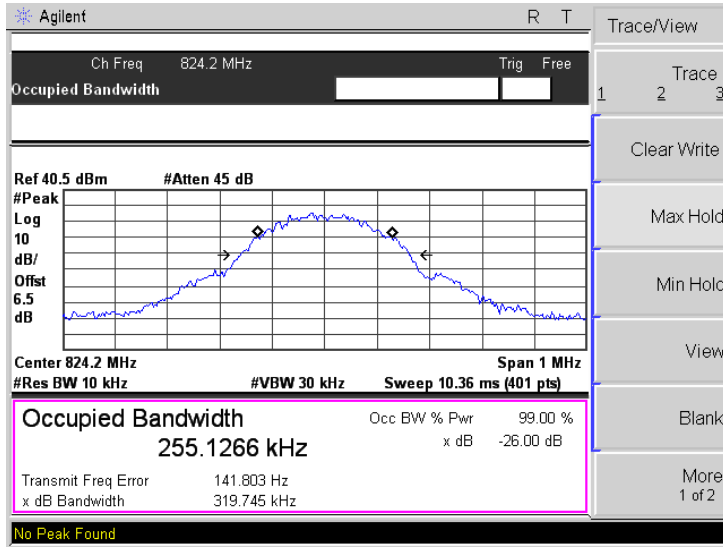 Agilent R T
Trace/View
Ch Freq 824.2 MHz Trig Free
Occupied Bandwidth
Trace
1 2 3
Clear Write
Max Hold
Min Hold
View
Blank
More
1 of 2
Ref 40.5 dBm #Atten 45 dB
#Peak
Log
10
dB/
Offst
6.5
dB
Center 824.2 MHz Span 1 MHz
#Res BW 10 kHz #VBW 30 kHz Sweep 10.36 ms (401 pts)
Occupied Bandwidth
255.1266 kHz
Occ BW % Pwr 99.00 %
x dB -26.00 dB
Transmit Freq Error 141.803 Hz
x dB Bandwidth 319.745 kHz
No Peak Found